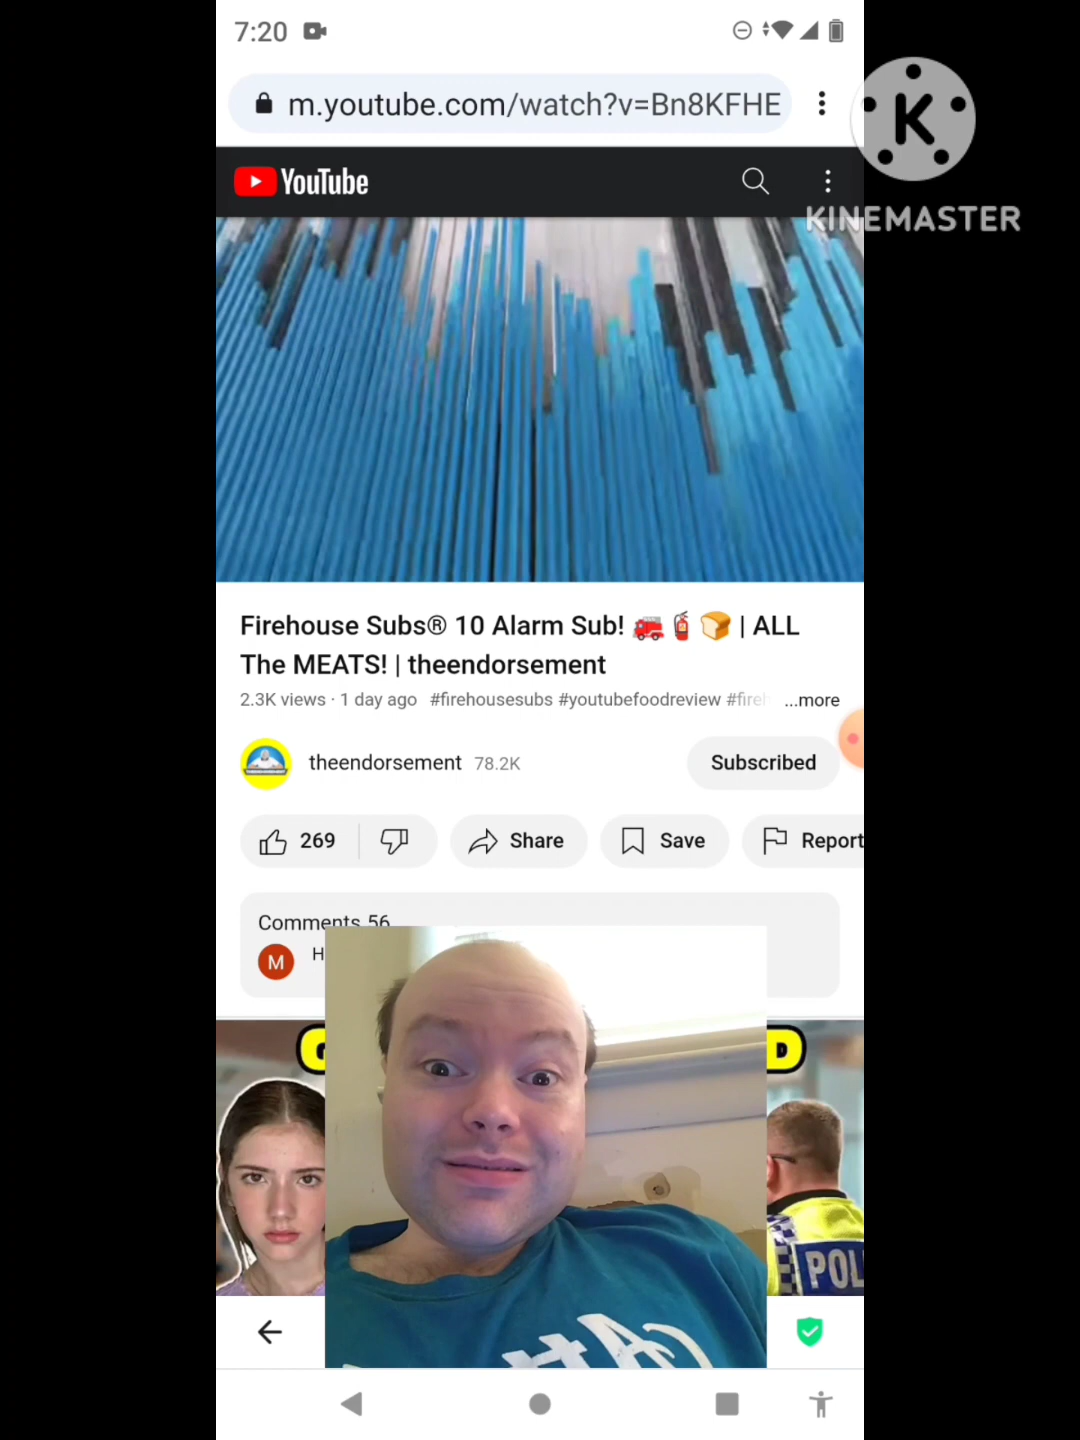 7:20
m.youtube.com/watch?v=Bn8KFHE
K
KINEMASTER
YouTube
Firehouse Subs® 10 Alarm Sub! 🚒🧯🍞 | ALL
The MEATS! | theendorsement
2.3K views · 1 day ago #firehousesubs #youtubefoodreview #fireh ...more
theendorsement 78.2K
Subscribed
269
Share
Save
Report
Comments 56
M
H
D
POL